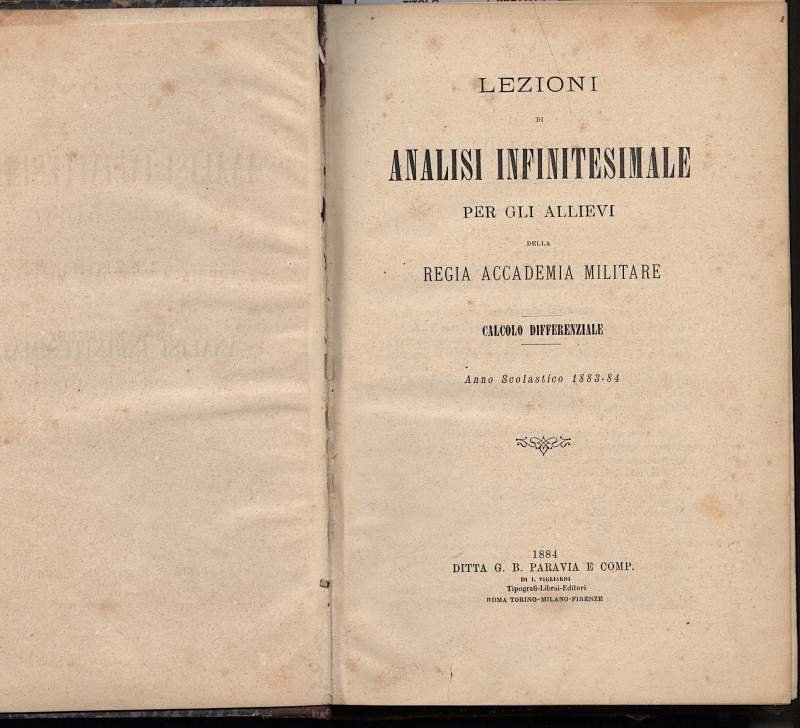 LEZIONI
DI
ANALISI INFINITESIMALE
PER GLI ALLIEVI
DELLA
REGIA ACCADEMIA MILITARE
CALCOLO DIFFERENZIALE
Anno Scolastico 1883-84
1884
DITTA G. B. PARAVIA E COMP.
DI I. VIGLIARDI
Tipografi-Librai-Editori
ROMA TORINO-MILANO-FIRENZE